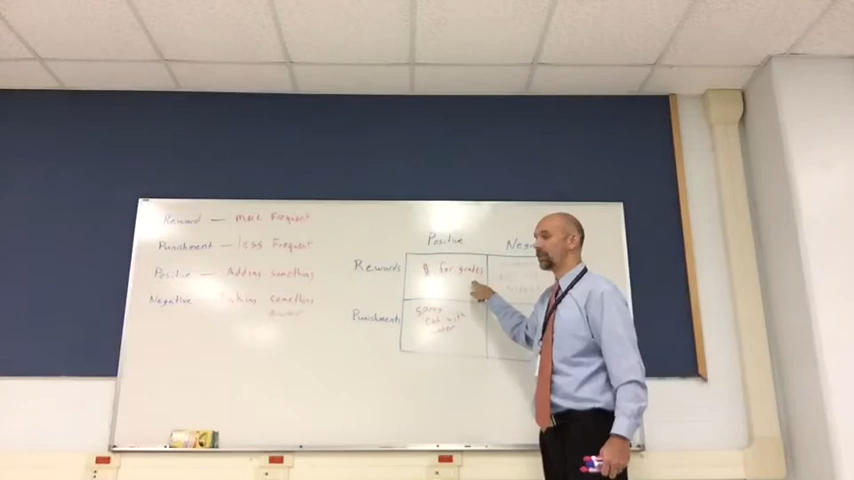 Reward — more Frequent
Punishment — less Frequent
Positive — Adding something
Negative — Taking something
away
Positive
Rewards
$ for grades
Punishment
Spray
Cat with
water